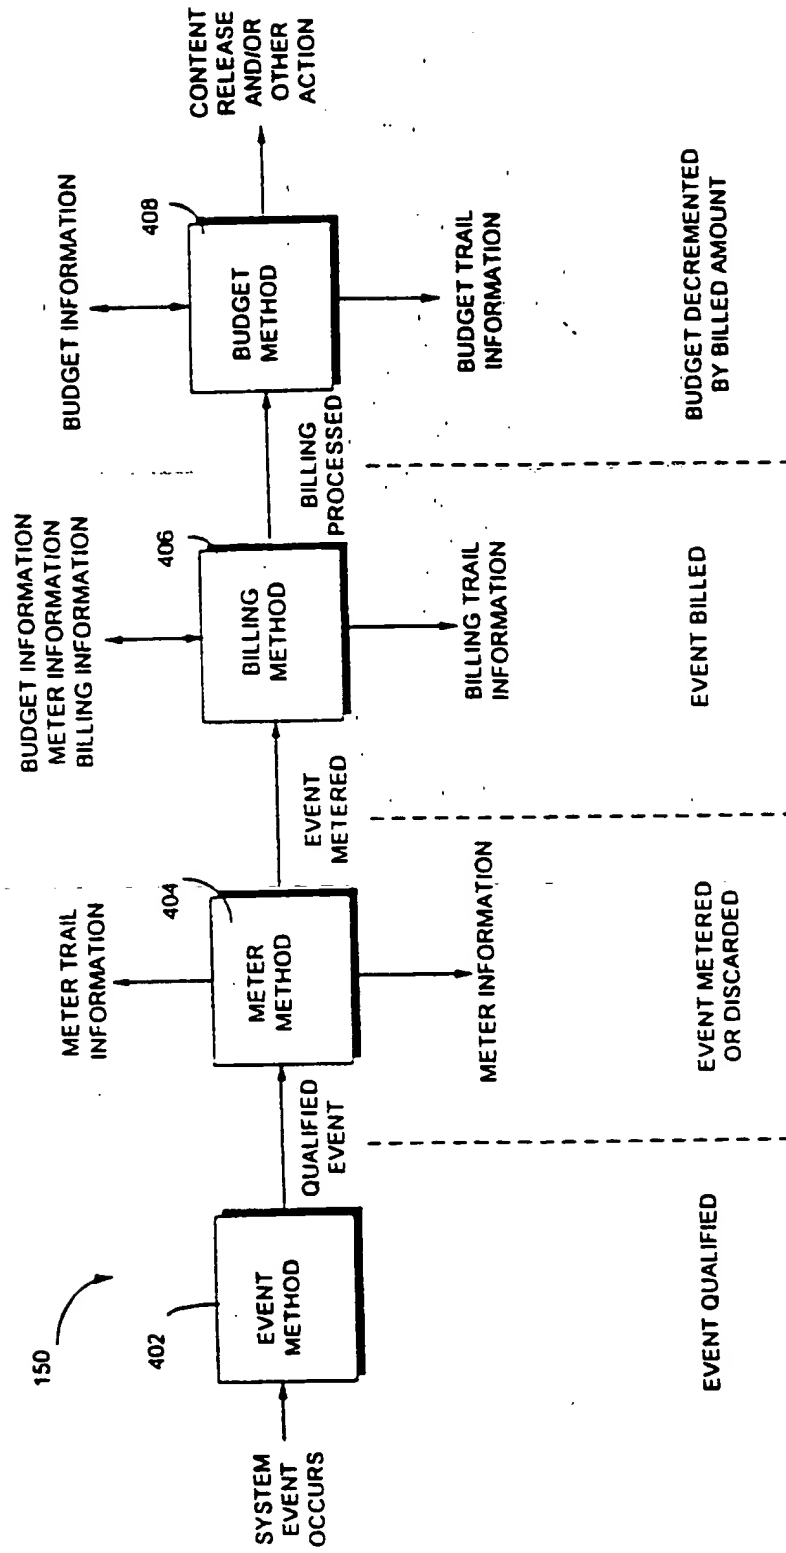 150
SYSTEM
EVENT
OCCURS
402
EVENT
METHOD
QUALIFIED
EVENT
METER TRAIL
INFORMATION
404
METER
METHOD
METER INFORMATION
EVENT
METERED
BUDGET INFORMATION
METER INFORMATION
BILLING INFORMATION
406
BILLING
METHOD
BILLING TRAIL
INFORMATION
BILLING
PROCESSED
BUDGET INFORMATION
408
BUDGET
METHOD
BUDGET TRAIL
INFORMATION
CONTENT
RELEASE
AND/OR
OTHER
ACTION
EVENT QUALIFIED
EVENT METERED
OR DISCARDED
EVENT BILLED
BUDGET DECREMENTED
BY BILLED AMOUNT